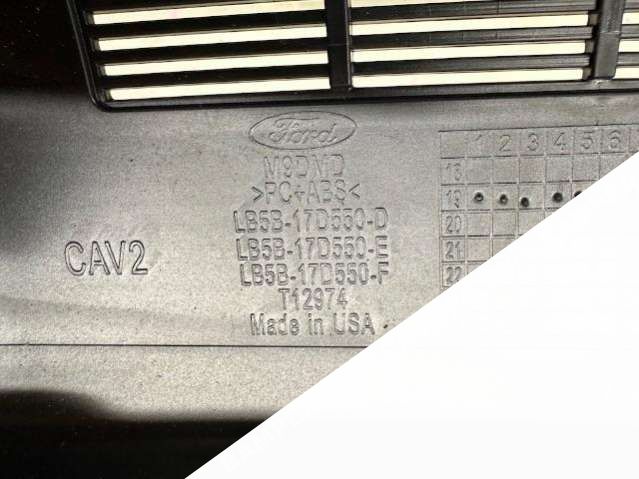 Ford
M9DMD
>PC+ABS<
LB5B-17D550-D
LB5B-17D550-E
LB5B-17D550-F
T12974
Made in USA
CAV2
1 2 3 4 5 6
18
19
20
21
22